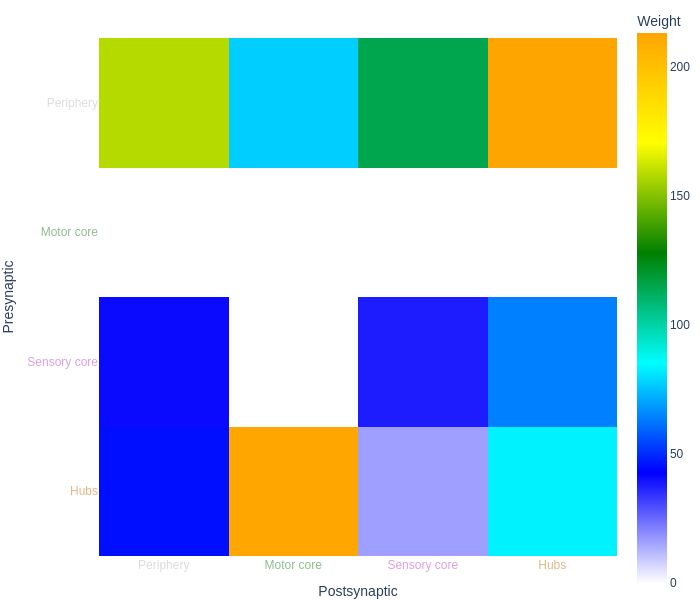 Weight
200
150
100
50
0
Presynaptic
Periphery
Motor core
Sensory core
Hubs
Periphery
Motor core
Sensory core
Hubs
Postsynaptic